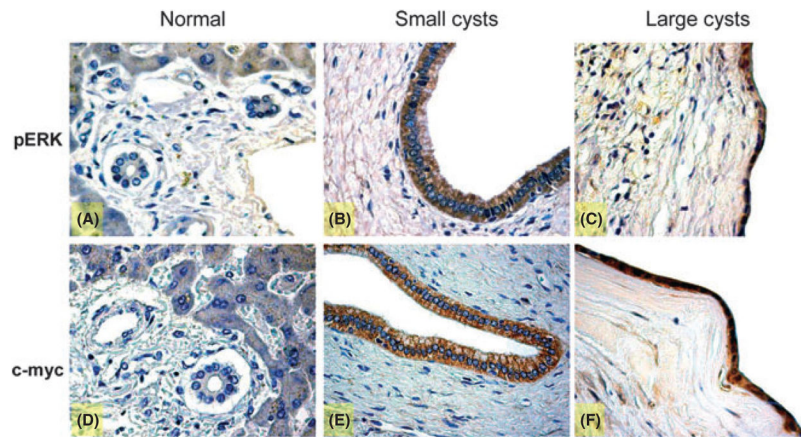 Normal Small cysts Large cysts
pERK
(A) (B) (C)
c-myc
(D) (E) (F)